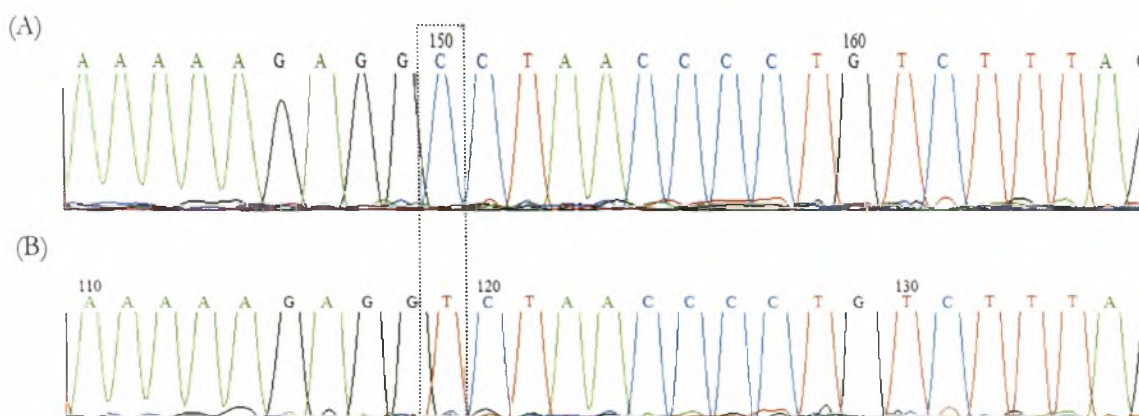 (A)
150 160
A A A A A G A G G C C T A A C C C C T G T C T T T A
(B)
110 120 130
A A A A A G A G G T C T A A C C C C T G T C T T T A